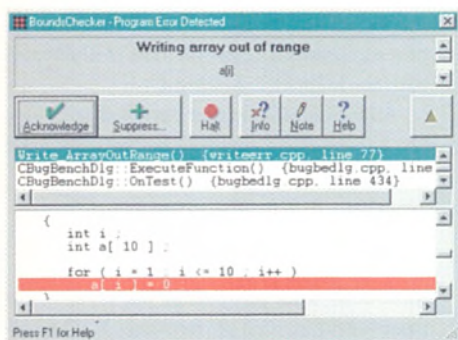 BoundsChecker - Program Error Detected
Writing array out of range
a[i]
Acknowledge
Suppress...
Halt
Info
Note
Help
Write_ArrayOutRange() {writeerr.cpp, line 77}
CBugBenchDlg::ExecuteFunction() {bugbedlg.cpp, line
CBugBenchDlg::OnTest() {bugbedlg.cpp, line 434}
{
int i ;
int a[ 10 ] ;
for ( i = 1 ; i <= 10 ; i++ )
a[ i ] = 0 ;
}
Press F1 for Help